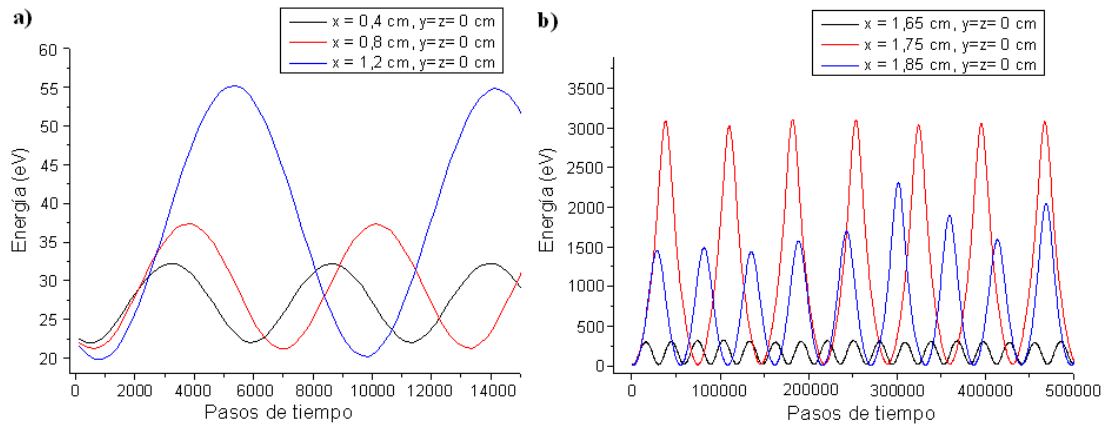 a)
x = 0,4 cm, y=z= 0 cm
x = 0,8 cm, y=z= 0 cm
x = 1,2 cm, y=z= 0 cm
60
55
50
45
40
35
30
25
20
Energía (eV)
0 2000 4000 6000 8000 10000 12000 14000
Pasos de tiempo
b)
x = 1,65 cm, y=z= 0 cm
x = 1,75 cm, y=z= 0 cm
x = 1,85 cm, y=z= 0 cm
3500
3000
2500
2000
1500
1000
500
0
Energía (eV)
0 100000 200000 300000 400000 500000
Pasos de tiempo